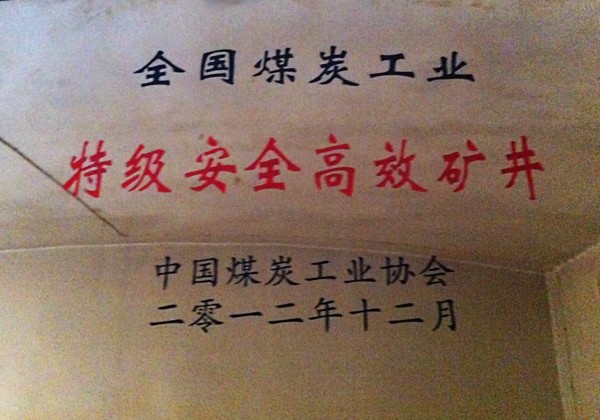 全国煤炭工业
特级安全高效矿井
中国煤炭工业协会
二零一二年十二月